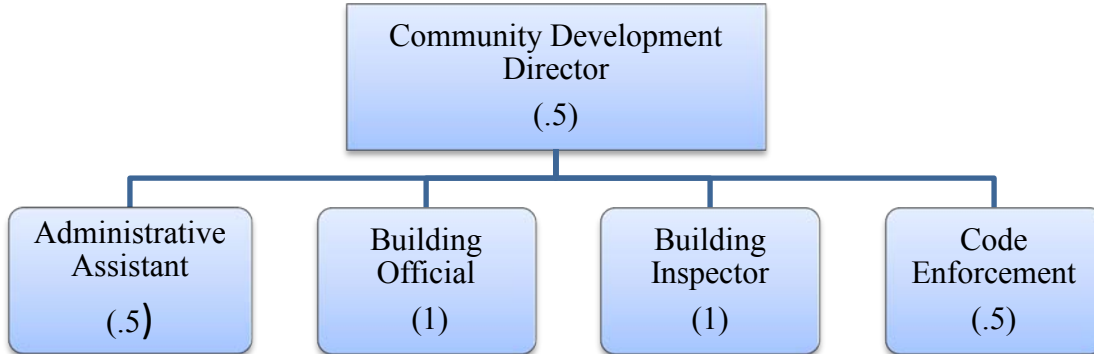 Community Development
Director
(.5)
Administrative
Assistant
(.5)
Building
Official
(1)
Building
Inspector
(1)
Code
Enforcement
(.5)